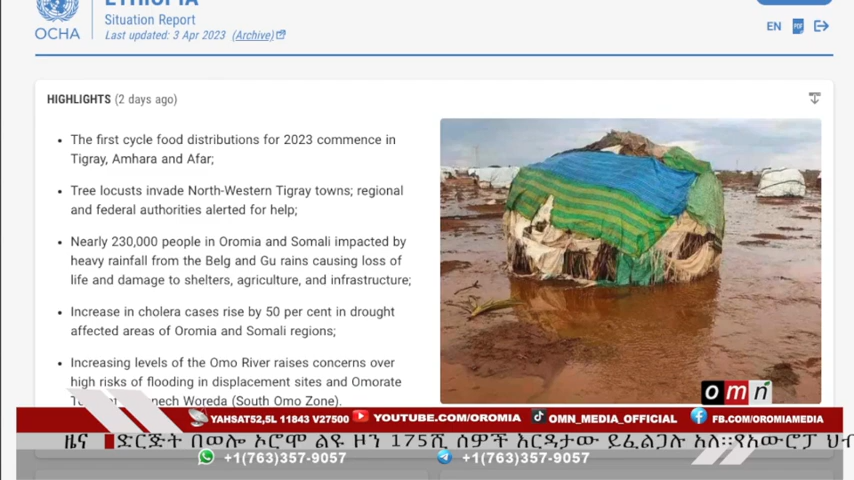 ETHIOPIA
OCHA
Situation Report
Last updated: 3 Apr 2023 (Archive)
EN
PDF
HIGHLIGHTS (2 days ago)
The first cycle food distributions for 2023 commence in
Tigray, Amhara and Afar;
Tree locusts invade North-Western Tigray towns; regional
and federal authorities alerted for help;
Nearly 230,000 people in Oromia and Somali impacted by
heavy rainfall from the Belg and Gu rains causing loss of
life and damage to shelters, agriculture, and infrastructure;
Increase in cholera cases rise by 50 per cent in drought
affected areas of Oromia and Somali regions;
Increasing levels of the Omo River raises concerns over
high risks of flooding in displacement sites and Omorate
Woreda (South Omo Zone).
omn
YAHSAT52,5L 11843 V27500 YOUTUBE.COM/OROMIA OMN_MEDIA_OFFICIAL FB.COM/OROMIAMEDIA
ዜና ድርጅት በወሎ ኦሮሞ ልዩ ዞን 175ሺ ሰዎች እርዳታው ይፈልጋሉ አለ።የአውሮፓ
+1(763)357-9057 +1(763)357-9057